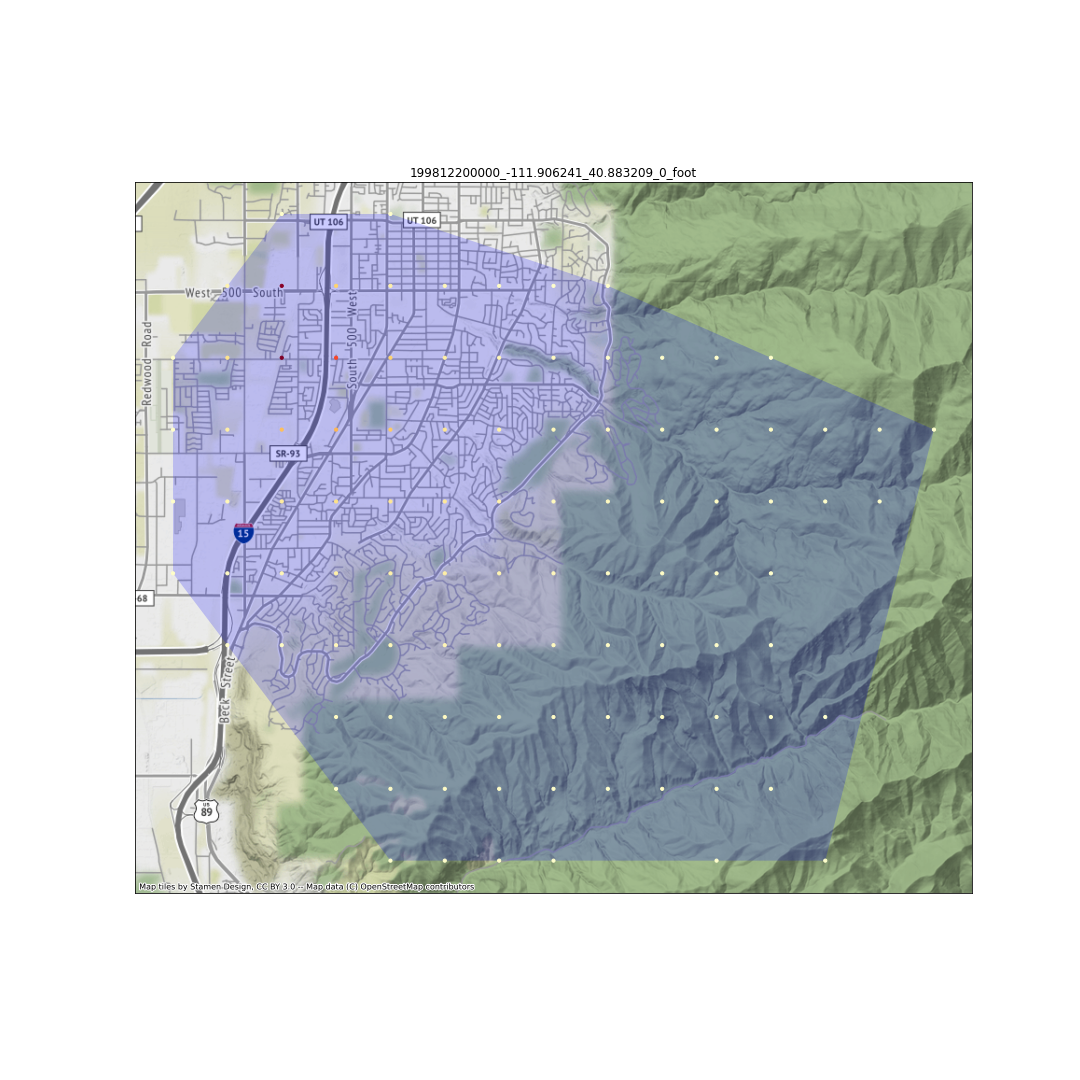 199812200000_-111.906241_40.883209_0_foot
UT 106
UT 106
West 500 South
Redwood Road
South 500 West
SR-93
15
68
Beck Street
US
89
Map tiles by Stamen Design, CC BY 3.0 -- Map data (C) OpenStreetMap contributors